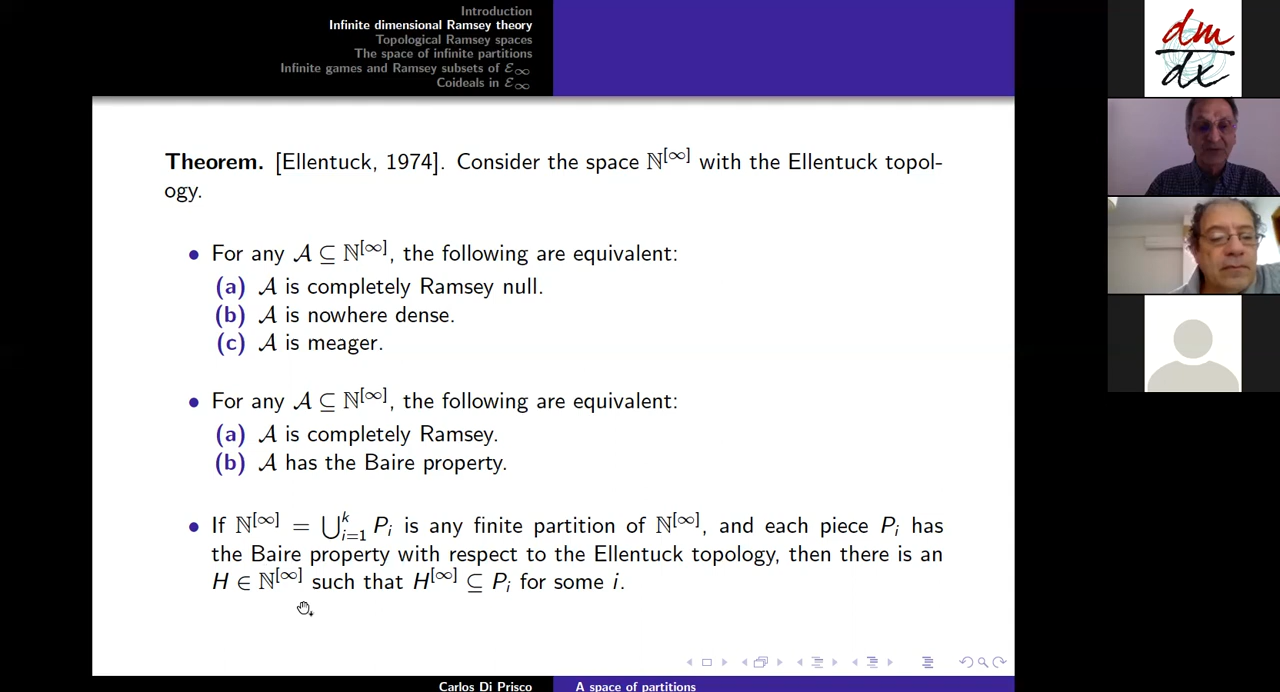 Introduction
Infinite dimensional Ramsey theory
Topological Ramsey spaces
The space of infinite partitions
Infinite games and Ramsey subsets of ℰ∞
Coideals in ℰ∞
dm
dx
Theorem. [Ellentuck, 1974]. Consider the space ℕ^[∞] with the Ellentuck topol-
ogy.
• For any 𝒜 ⊆ ℕ^[∞], the following are equivalent:
(a) 𝒜 is completely Ramsey null.
(b) 𝒜 is nowhere dense.
(c) 𝒜 is meager.
• For any 𝒜 ⊆ ℕ^[∞], the following are equivalent:
(a) 𝒜 is completely Ramsey.
(b) 𝒜 has the Baire property.
• If ℕ^[∞] = ⋃_{i=1}^k P_i is any finite partition of ℕ^[∞], and each piece P_i has
the Baire property with respect to the Ellentuck topology, then there is an
H ∈ ℕ^[∞] such that H^[∞] ⊆ P_i for some i.
Carlos Di Prisco A space of partitions